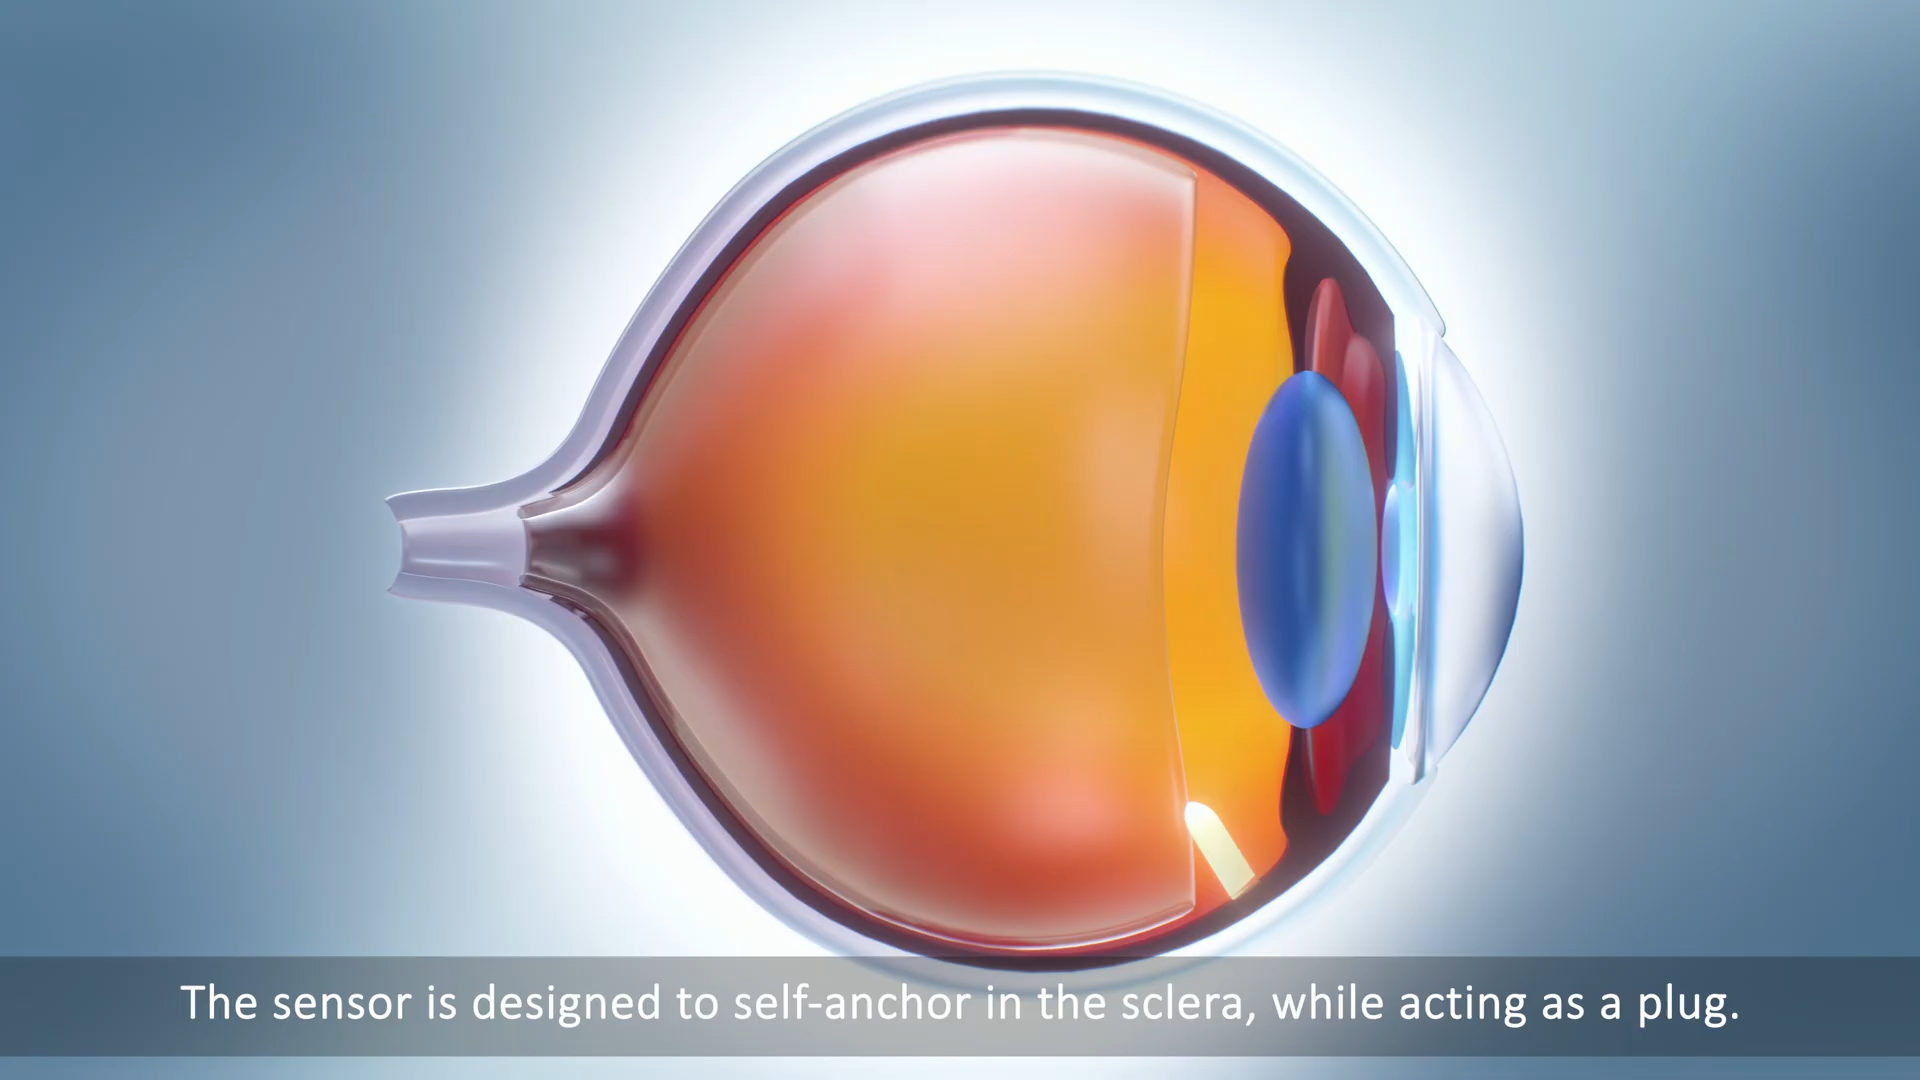 The sensor is designed to self-anchor in the sclera, while acting as a plug.